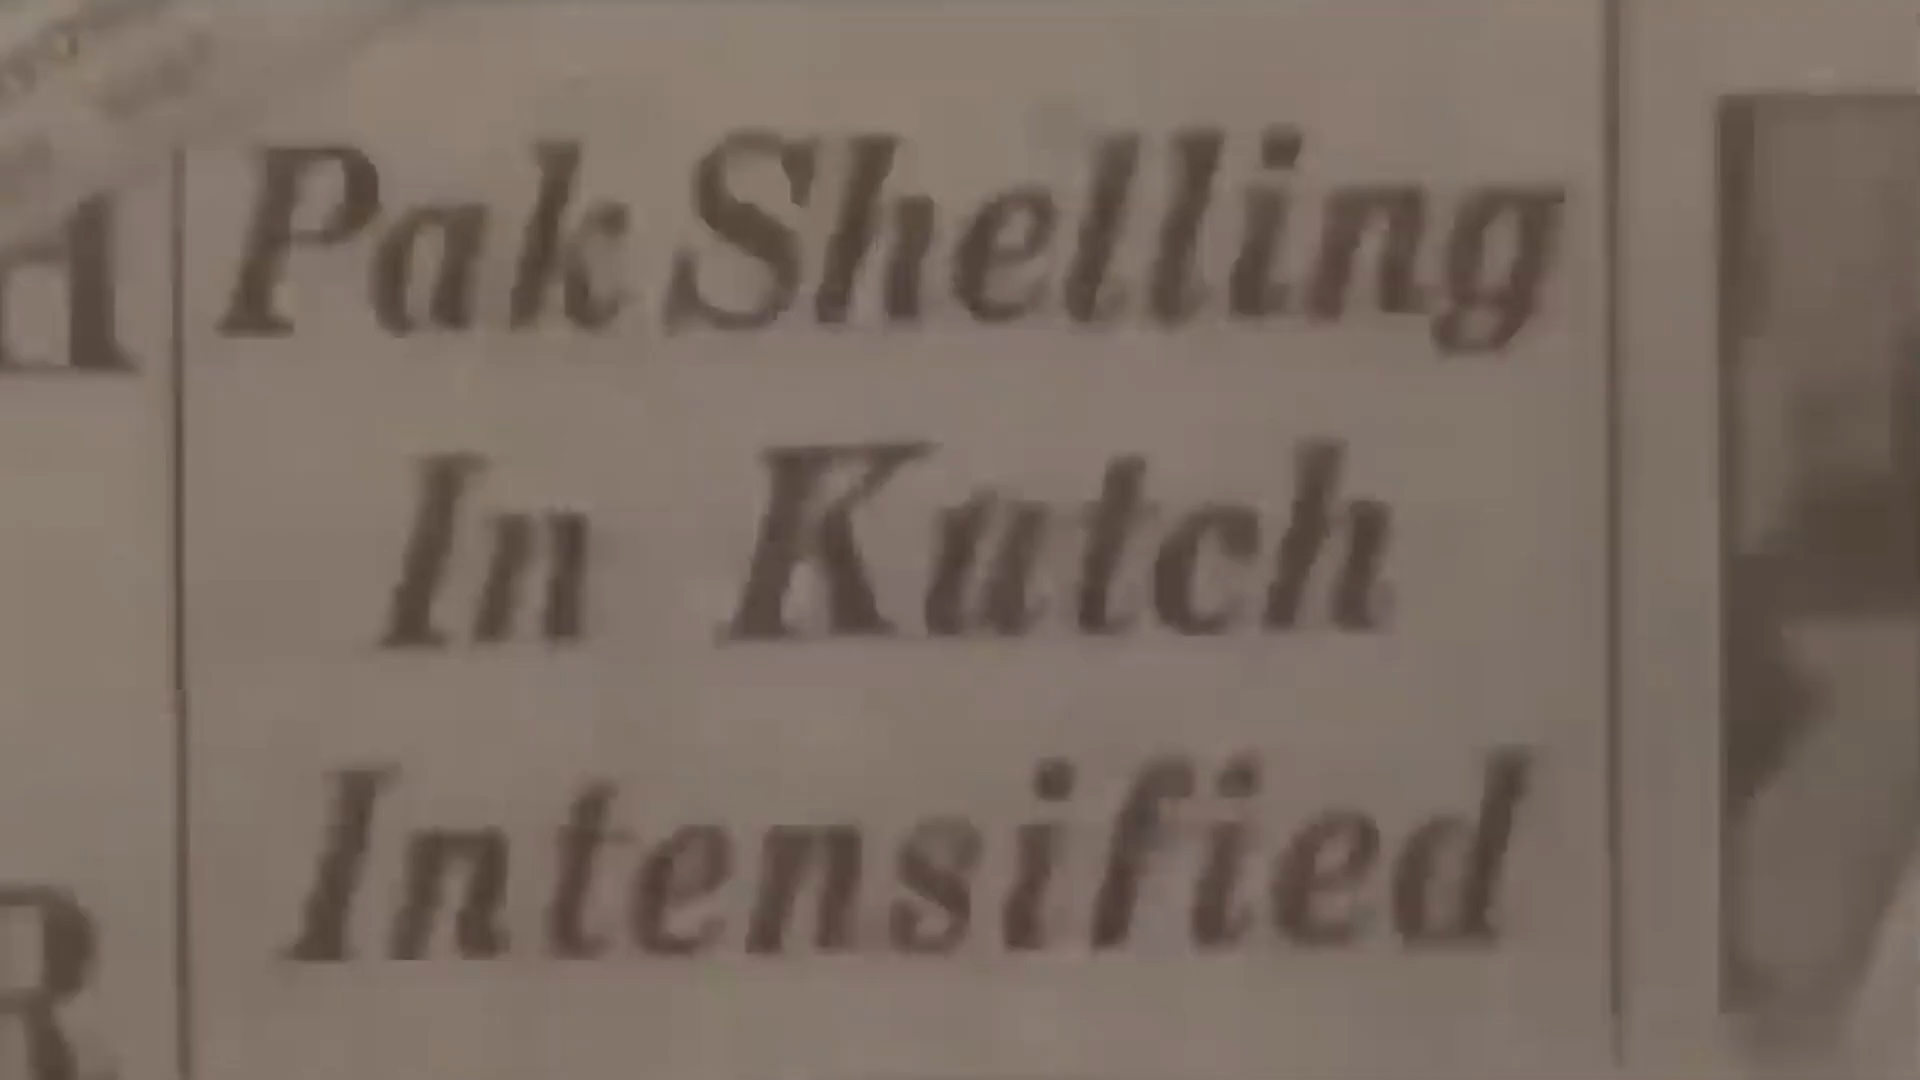 Pak Shelling
In Kutch
Intensified